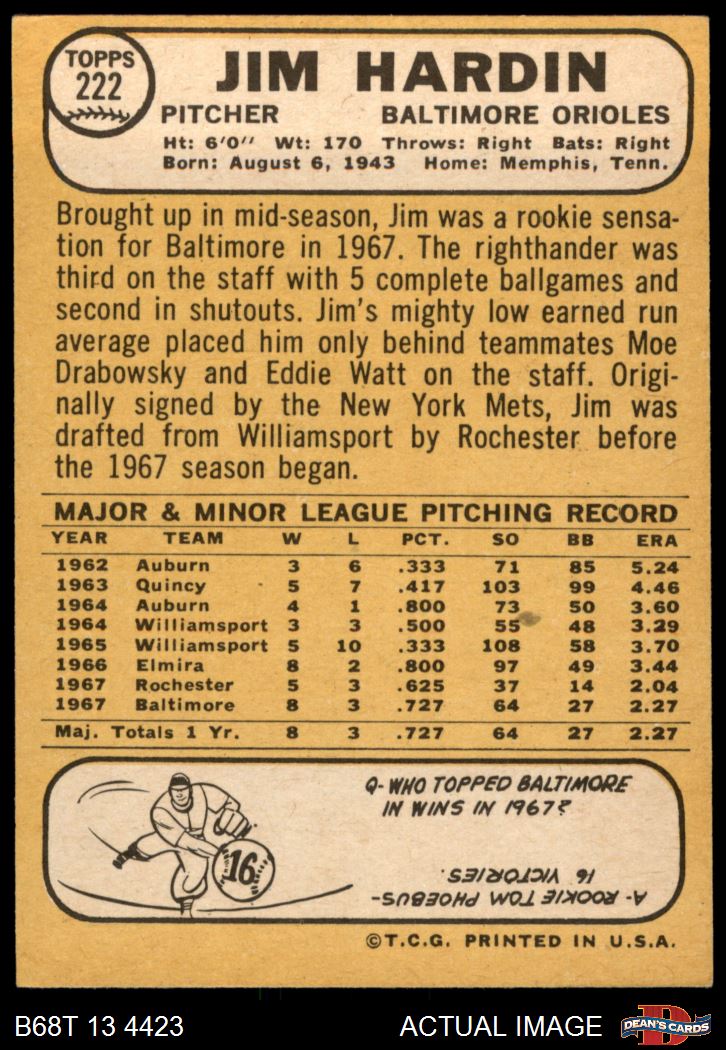 TOPPS
222
JIM HARDIN
PITCHER BALTIMORE ORIOLES
Ht: 6'0'' Wt: 170 Throws: Right Bats: Right
Born: August 6, 1943 Home: Memphis, Tenn.
Brought up in mid-season, Jim was a rookie sensa-
tion for Baltimore in 1967. The righthander was
third on the staff with 5 complete ballgames and
second in shutouts. Jim's mighty low earned run
average placed him only behind teammates Moe
Drabowsky and Eddie Watt on the staff. Origi-
nally signed by the New York Mets, Jim was
drafted from Williamsport by Rochester before
the 1967 season began.
MAJOR & MINOR LEAGUE PITCHING RECORD
YEAR TEAM W L PCT. SO BB ERA
1962 Auburn 3 6 .333 71 85 5.24
1963 Quincy 5 7 .417 103 99 4.46
1964 Auburn 4 1 .800 73 50 3.60
1964 Williamsport 3 3 .500 55 48 3.29
1965 Williamsport 5 10 .333 108 58 3.70
1966 Elmira 8 2 .800 97 49 3.44
1967 Rochester 5 3 .625 37 14 2.04
1967 Baltimore 8 3 .727 64 27 2.27
Maj. Totals 1 Yr. 8 3 .727 64 27 2.27
16
Q- WHO TOPPED BALTIMORE
IN WINS IN 1967?
A- ROOKIE TOM PHOEBUS-
16 VICTORIES.
©T.C.G. PRINTED IN U.S.A.
B68T 13 4423 ACTUAL IMAGE
D
DEAN'S CARDS